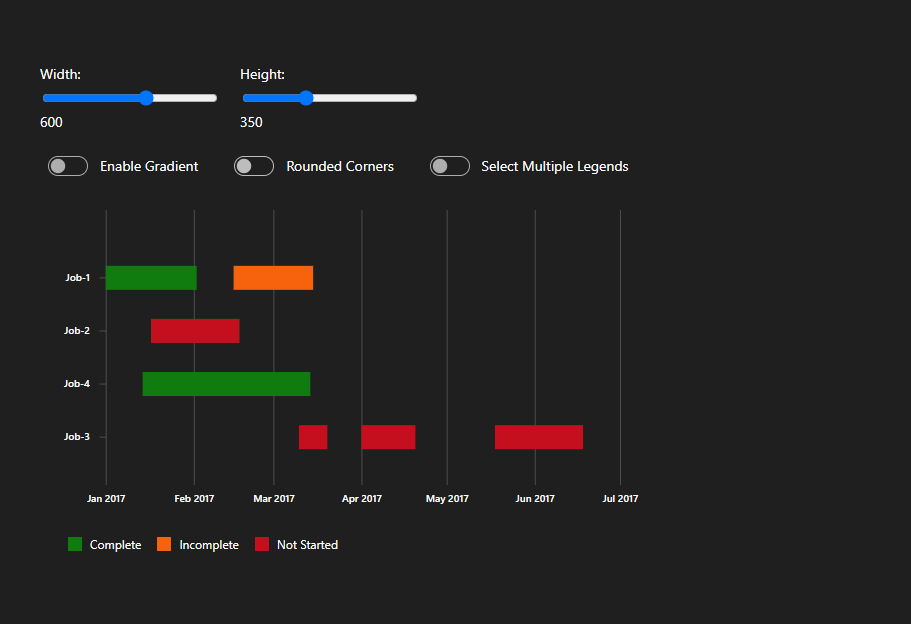 Width:
Height:
600
350
Enable Gradient
Rounded Corners
Select Multiple Legends
Job-1
Job-2
Job-4
Job-3
Jan 2017
Feb 2017
Mar 2017
Apr 2017
May 2017
Jun 2017
Jul 2017
Complete
Incomplete
Not Started